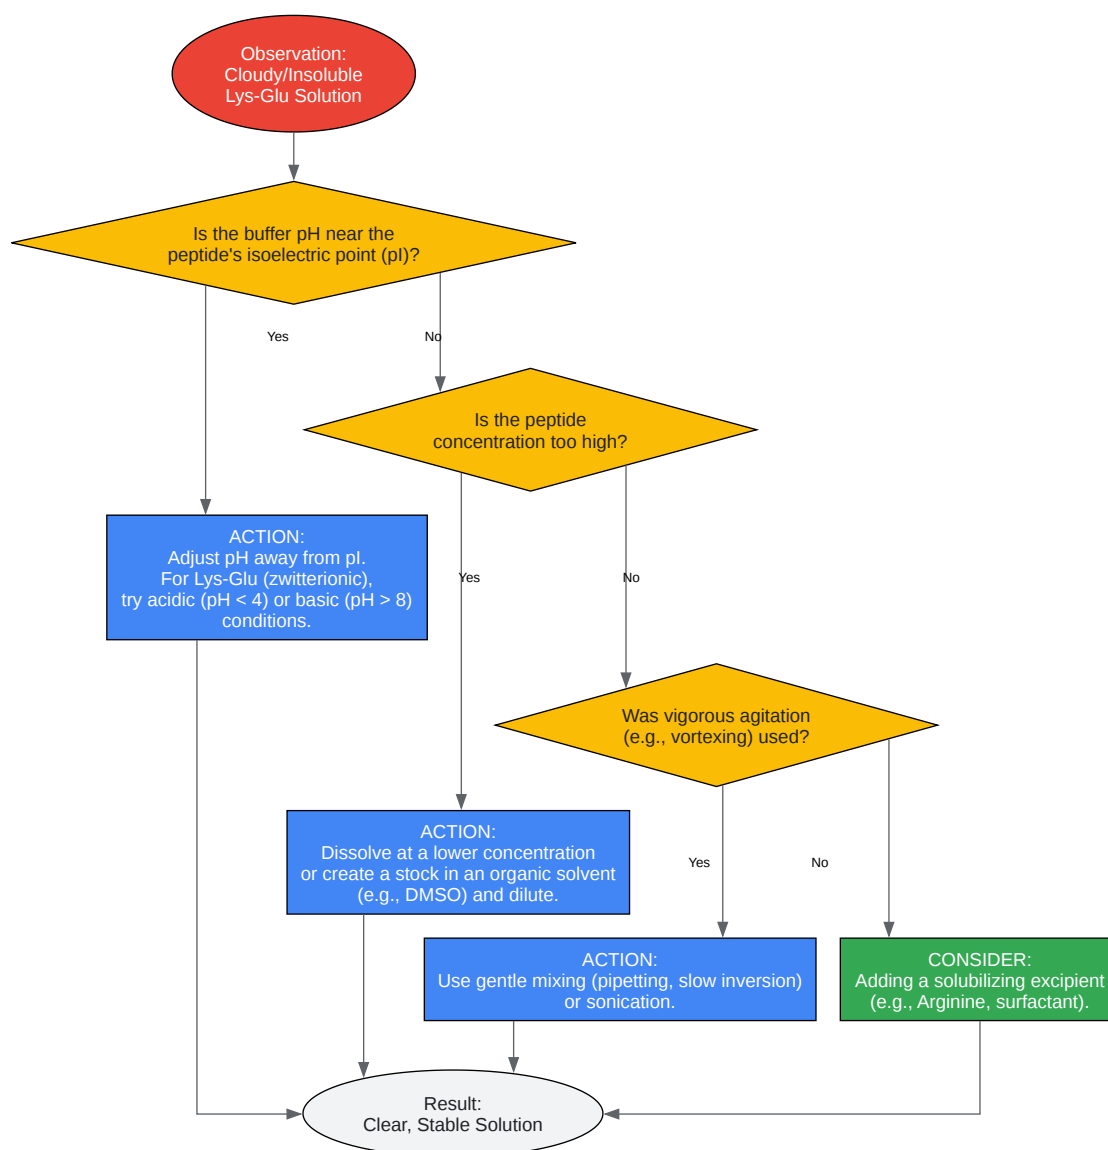 Observation:
Cloudy/Insoluble
Lys-Glu Solution
Is the buffer pH near the
peptide's isoelectric point (pI)?
Yes
No
Is the peptide
concentration too high?
ACTION:
Adjust pH away from pI.
For Lys-Glu (zwitterionic),
try acidic (pH < 4) or basic (pH > 8)
conditions.
Yes
No
Was vigorous agitation
(e.g., vortexing) used?
ACTION:
Dissolve at a lower concentration
or create a stock in an organic solvent
(e.g., DMSO) and dilute.
Yes
No
ACTION:
Use gentle mixing (pipetting, slow inversion)
or sonication.
CONSIDER:
Adding a solubilizing excipient
(e.g., Arginine, surfactant).
Result:
Clear, Stable Solution